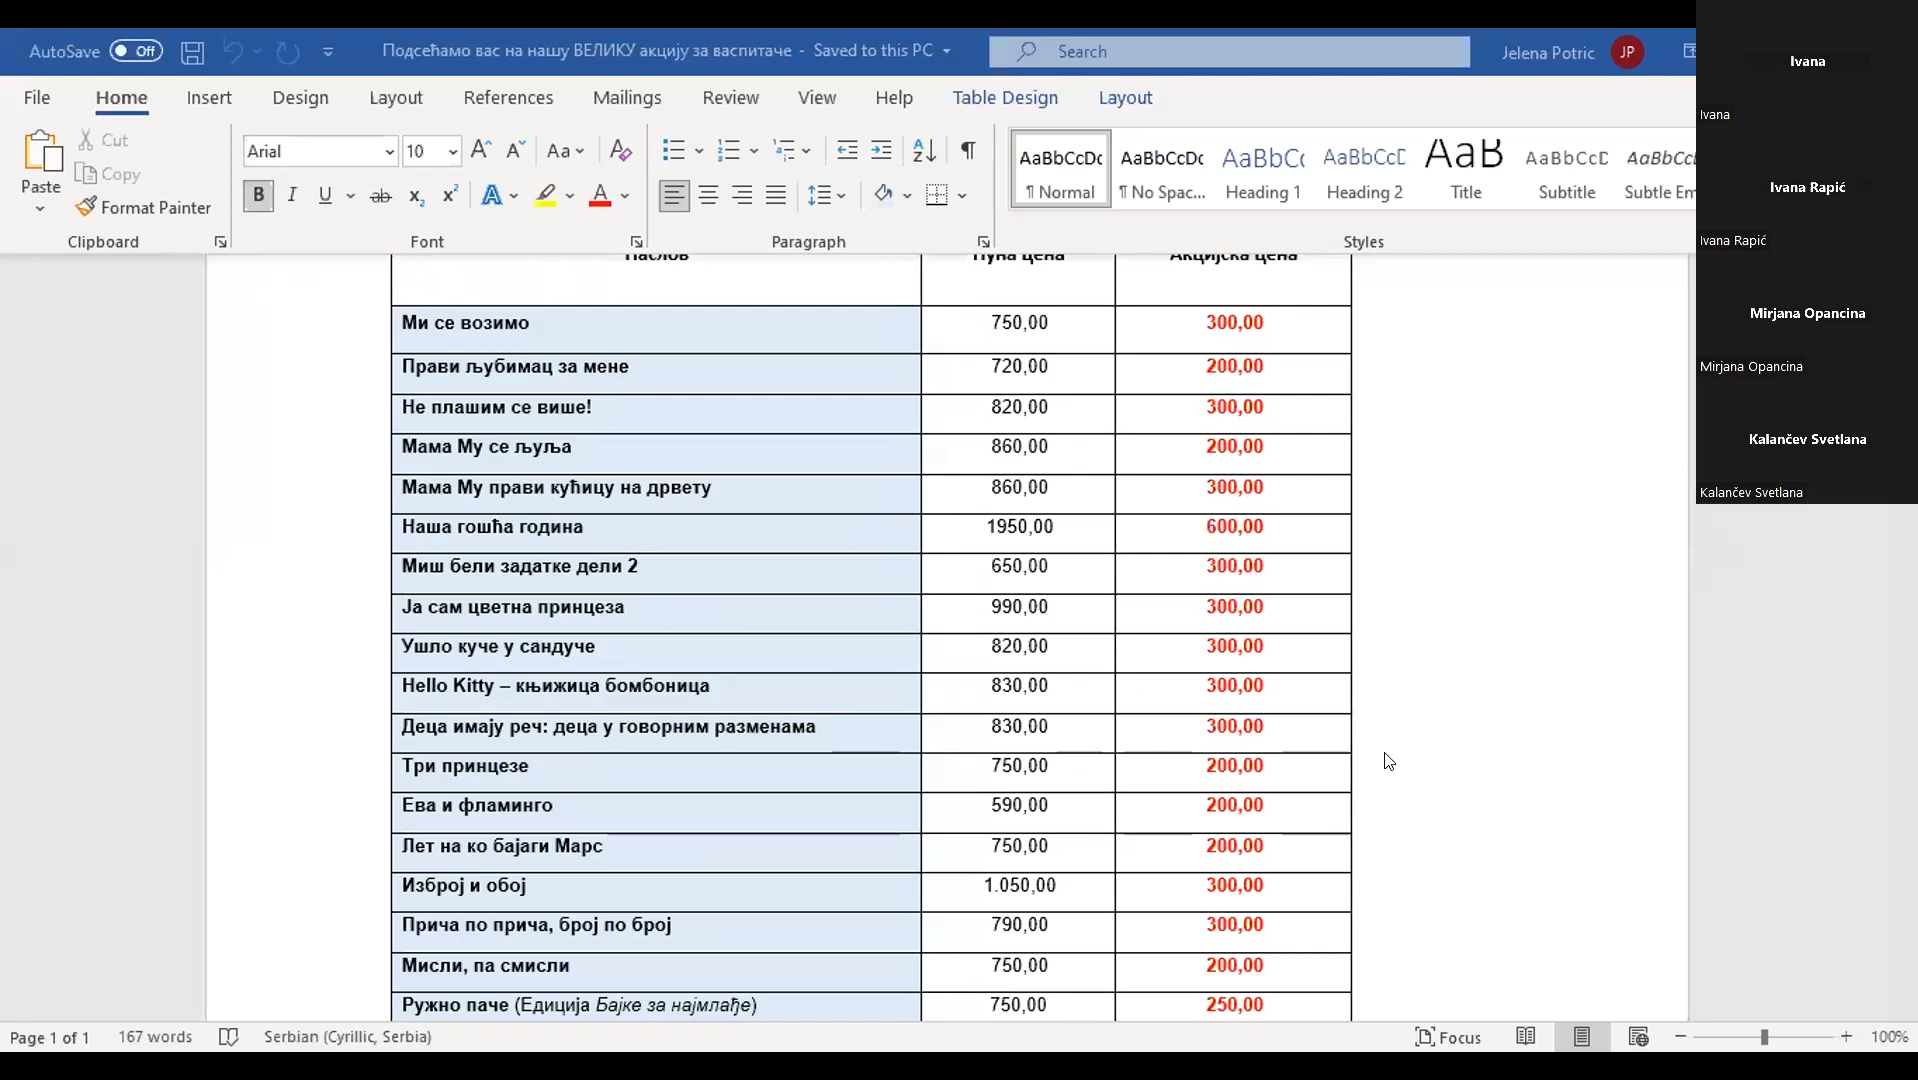 AutoSave Off Подсећамо вас на нашу ВЕЛИКУ акцију за васпитаче - Saved to this PC Search Jelena Potric JP
File Home Insert Design Layout References Mailings Review View Help Table Design Layout
Paste
Cut
Copy
Format Painter
Clipboard
Arial 10
Font
Paragraph
AaBbCcDc AaBbCcDc AaBbCc AaBbCcD AaB AaBbCcD AaBbCcD
¶ Normal ¶ No Spac... Heading 1 Heading 2 Title Subtitle Subtle Em
Styles
Наслов Пуна цена Акцијска цена
Ми се возимо 750,00 300,00
Прави љубимац за мене 720,00 200,00
Не плашим се више! 820,00 300,00
Мама Му се љуља 860,00 200,00
Мама Му прави кућицу на дрвету 860,00 300,00
Наша гошћа година 1950,00 600,00
Миш бели задатке дели 2 650,00 300,00
Ја сам цветна принцеза 990,00 300,00
Ушло куче у сандуче 820,00 300,00
Hello Kitty – књижица бомбоница 830,00 300,00
Деца имају реч: деца у говорним разменама 830,00 300,00
Три принцезе 750,00 200,00
Ева и фламинго 590,00 200,00
Лет на ко бајаги Марс 750,00 200,00
Изброј и обој 1.050,00 300,00
Прича по прича, број по број 790,00 300,00
Мисли, па смисли 750,00 200,00
Ружно паче (Едиција Бајке за најмлађе) 750,00 250,00
Page 1 of 1 167 words Serbian (Cyrillic, Serbia) Focus 100%
Ivana
Ivana
Ivana Rapić
Ivana Rapić
Mirjana Opancina
Mirjana Opancina
Kalančev Svetlana
Kalančev Svetlana